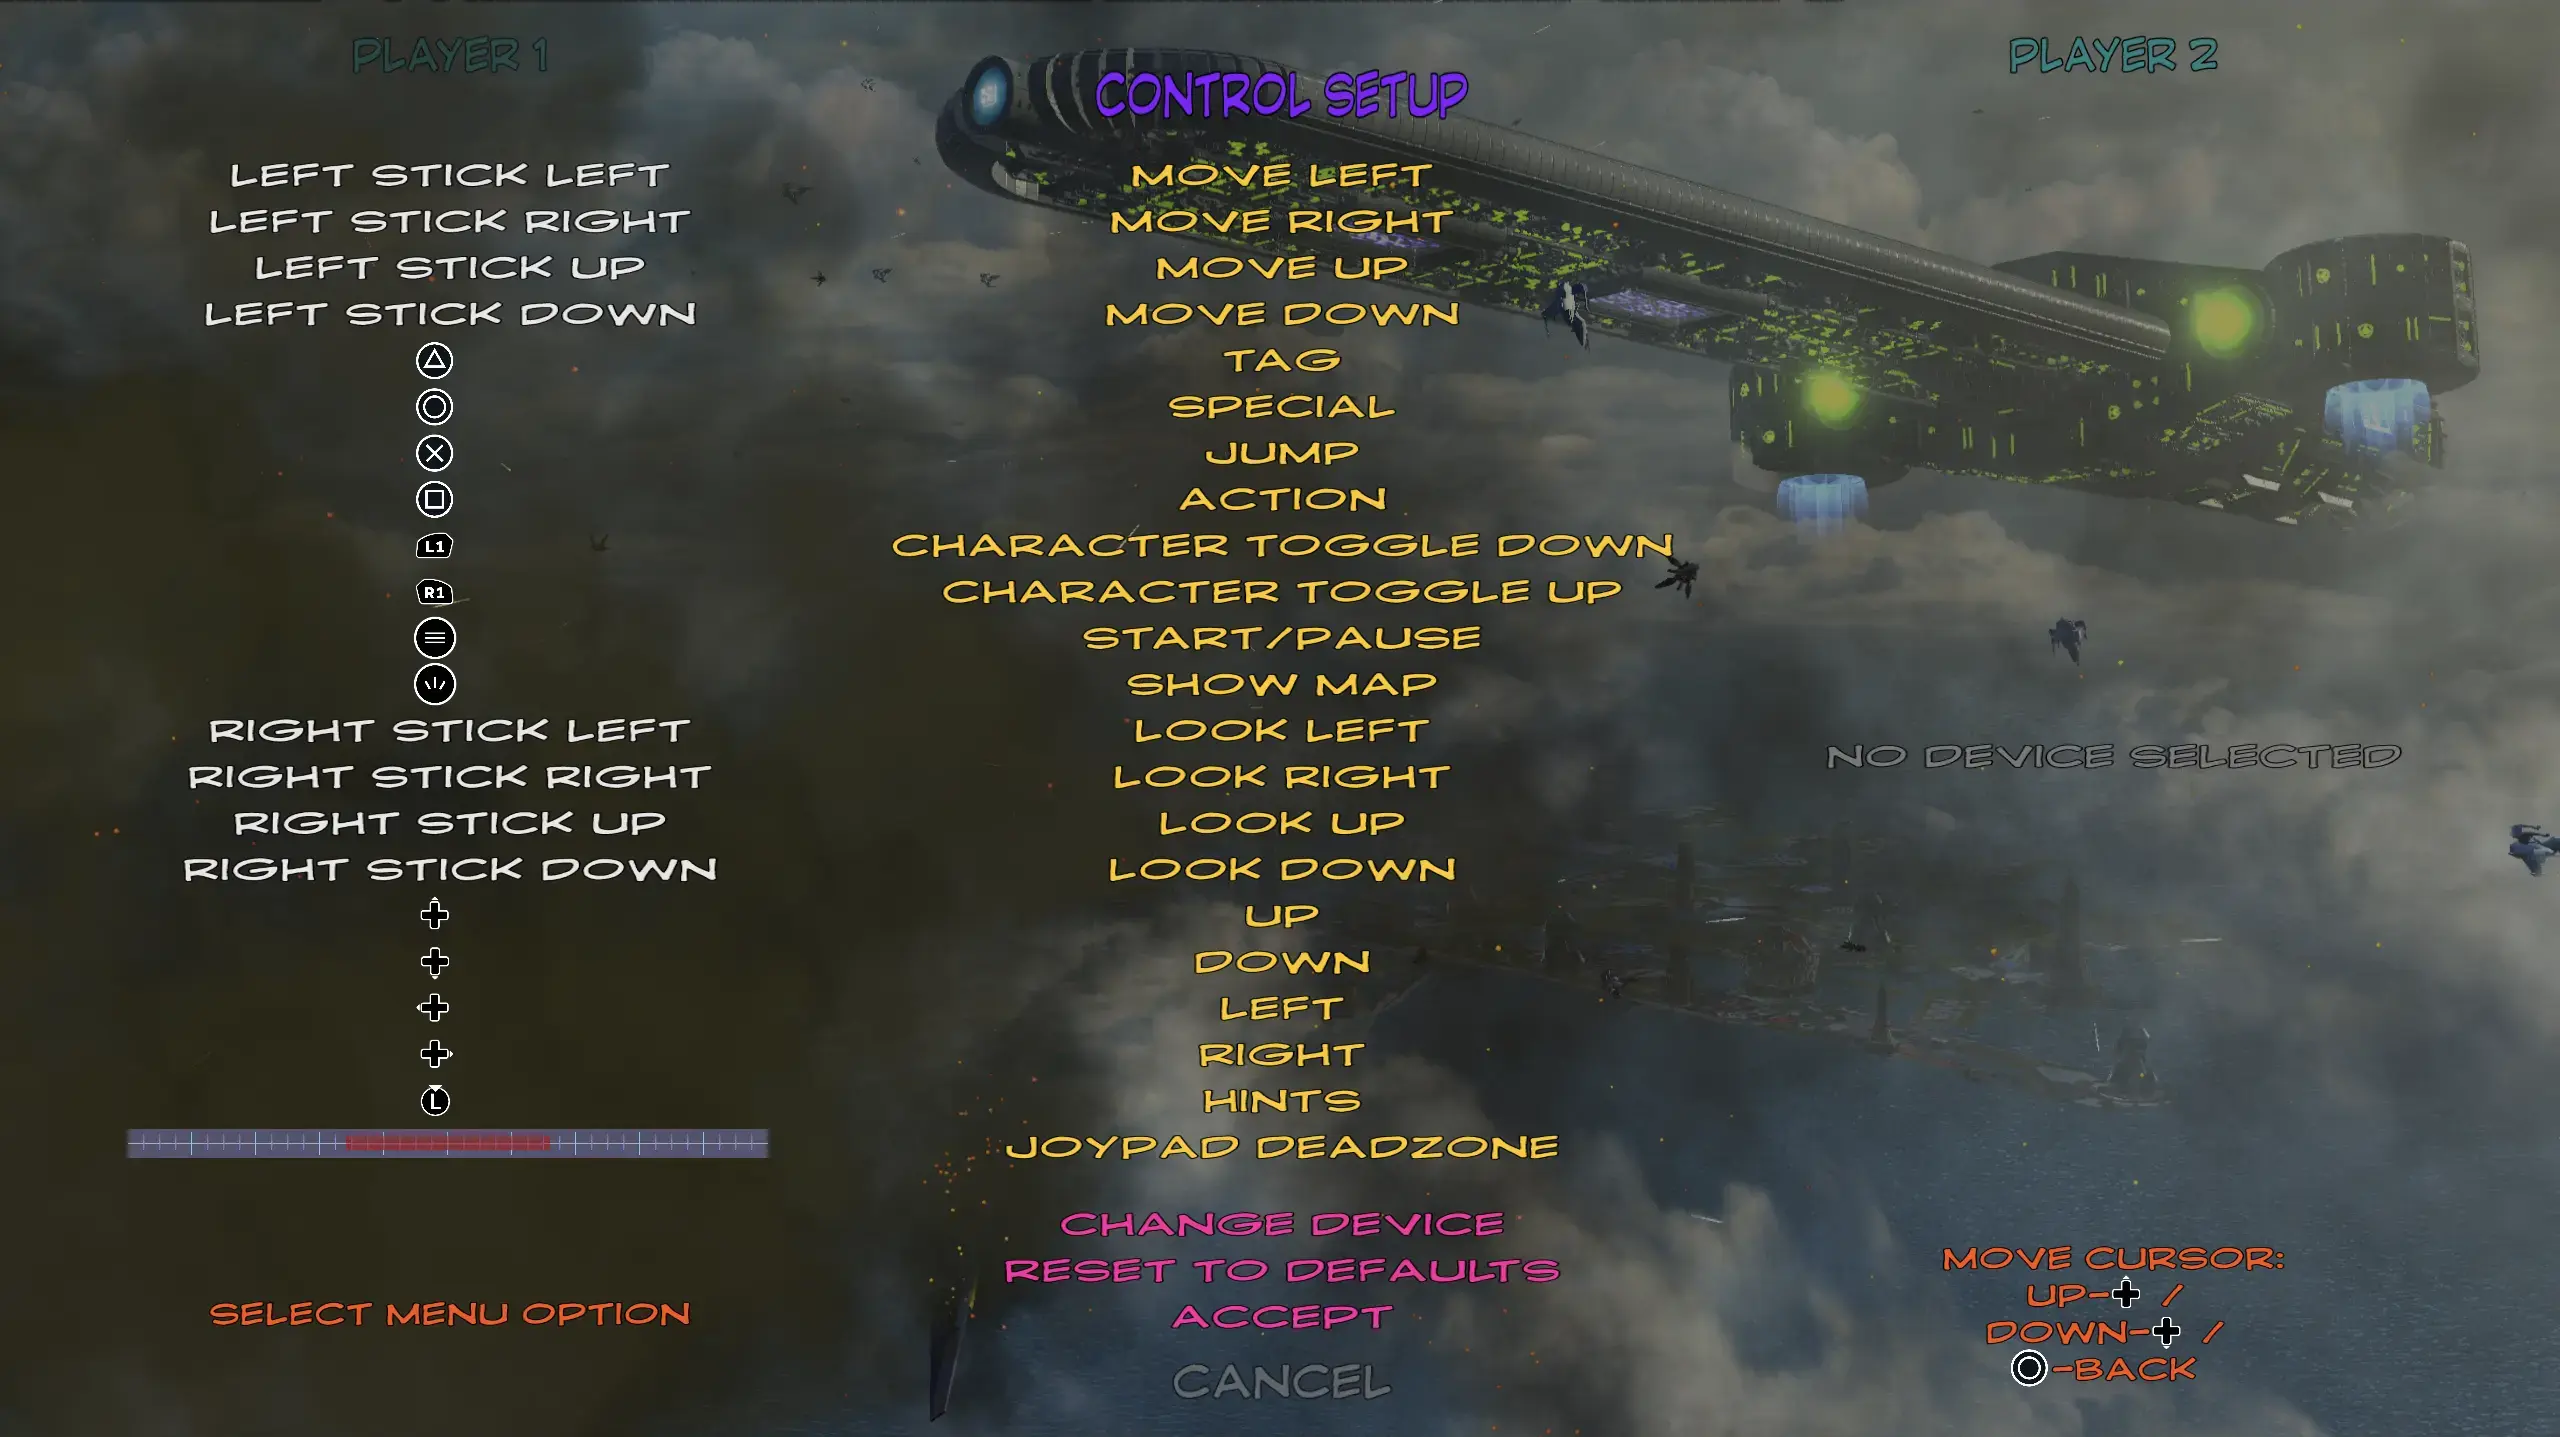 PLAYER 1
PLAYER 2
CONTROL SETUP
LEFT STICK LEFT MOVE LEFT
LEFT STICK RIGHT MOVE RIGHT
LEFT STICK UP MOVE UP
LEFT STICK DOWN MOVE DOWN
TAG
SPECIAL
JUMP
ACTION
L1 CHARACTER TOGGLE DOWN
R1 CHARACTER TOGGLE UP
START/PAUSE
SHOW MAP
RIGHT STICK LEFT LOOK LEFT
NO DEVICE SELECTED
RIGHT STICK RIGHT LOOK RIGHT
RIGHT STICK UP LOOK UP
RIGHT STICK DOWN LOOK DOWN
UP
DOWN
LEFT
RIGHT
L HINTS
JOYPAD DEADZONE
CHANGE DEVICE
RESET TO DEFAULTS
ACCEPT
CANCEL
SELECT MENU OPTION
MOVE CURSOR:
UP- /
DOWN- /
-BACK